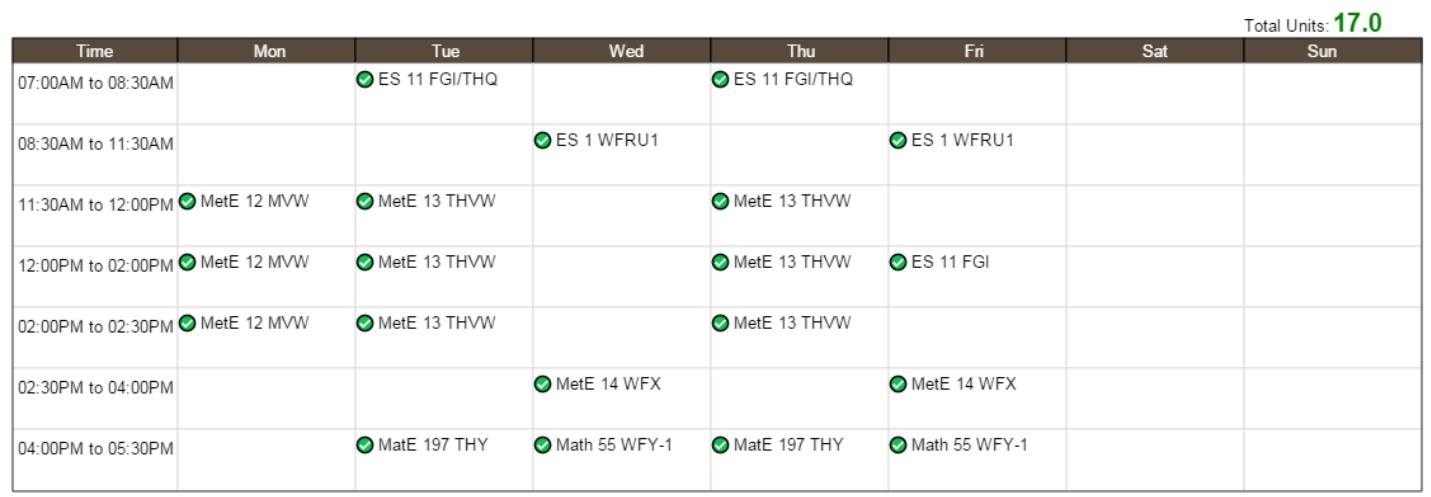 Total Units: 17.0
Time Mon Tue Wed Thu Fri Sat Sun
07:00AM to 08:30AM ES 11 FGI/THQ ES 11 FGI/THQ
08:30AM to 11:30AM ES 1 WFRU1 ES 1 WFRU1
11:30AM to 12:00PM MetE 12 MVW MetE 13 THVW MetE 13 THVW
12:00PM to 02:00PM MetE 12 MVW MetE 13 THVW MetE 13 THVW ES 11 FGI
02:00PM to 02:30PM MetE 12 MVW MetE 13 THVW MetE 13 THVW
02:30PM to 04:00PM MetE 14 WFX MetE 14 WFX
04:00PM to 05:30PM MatE 197 THY Math 55 WFY-1 MatE 197 THY Math 55 WFY-1